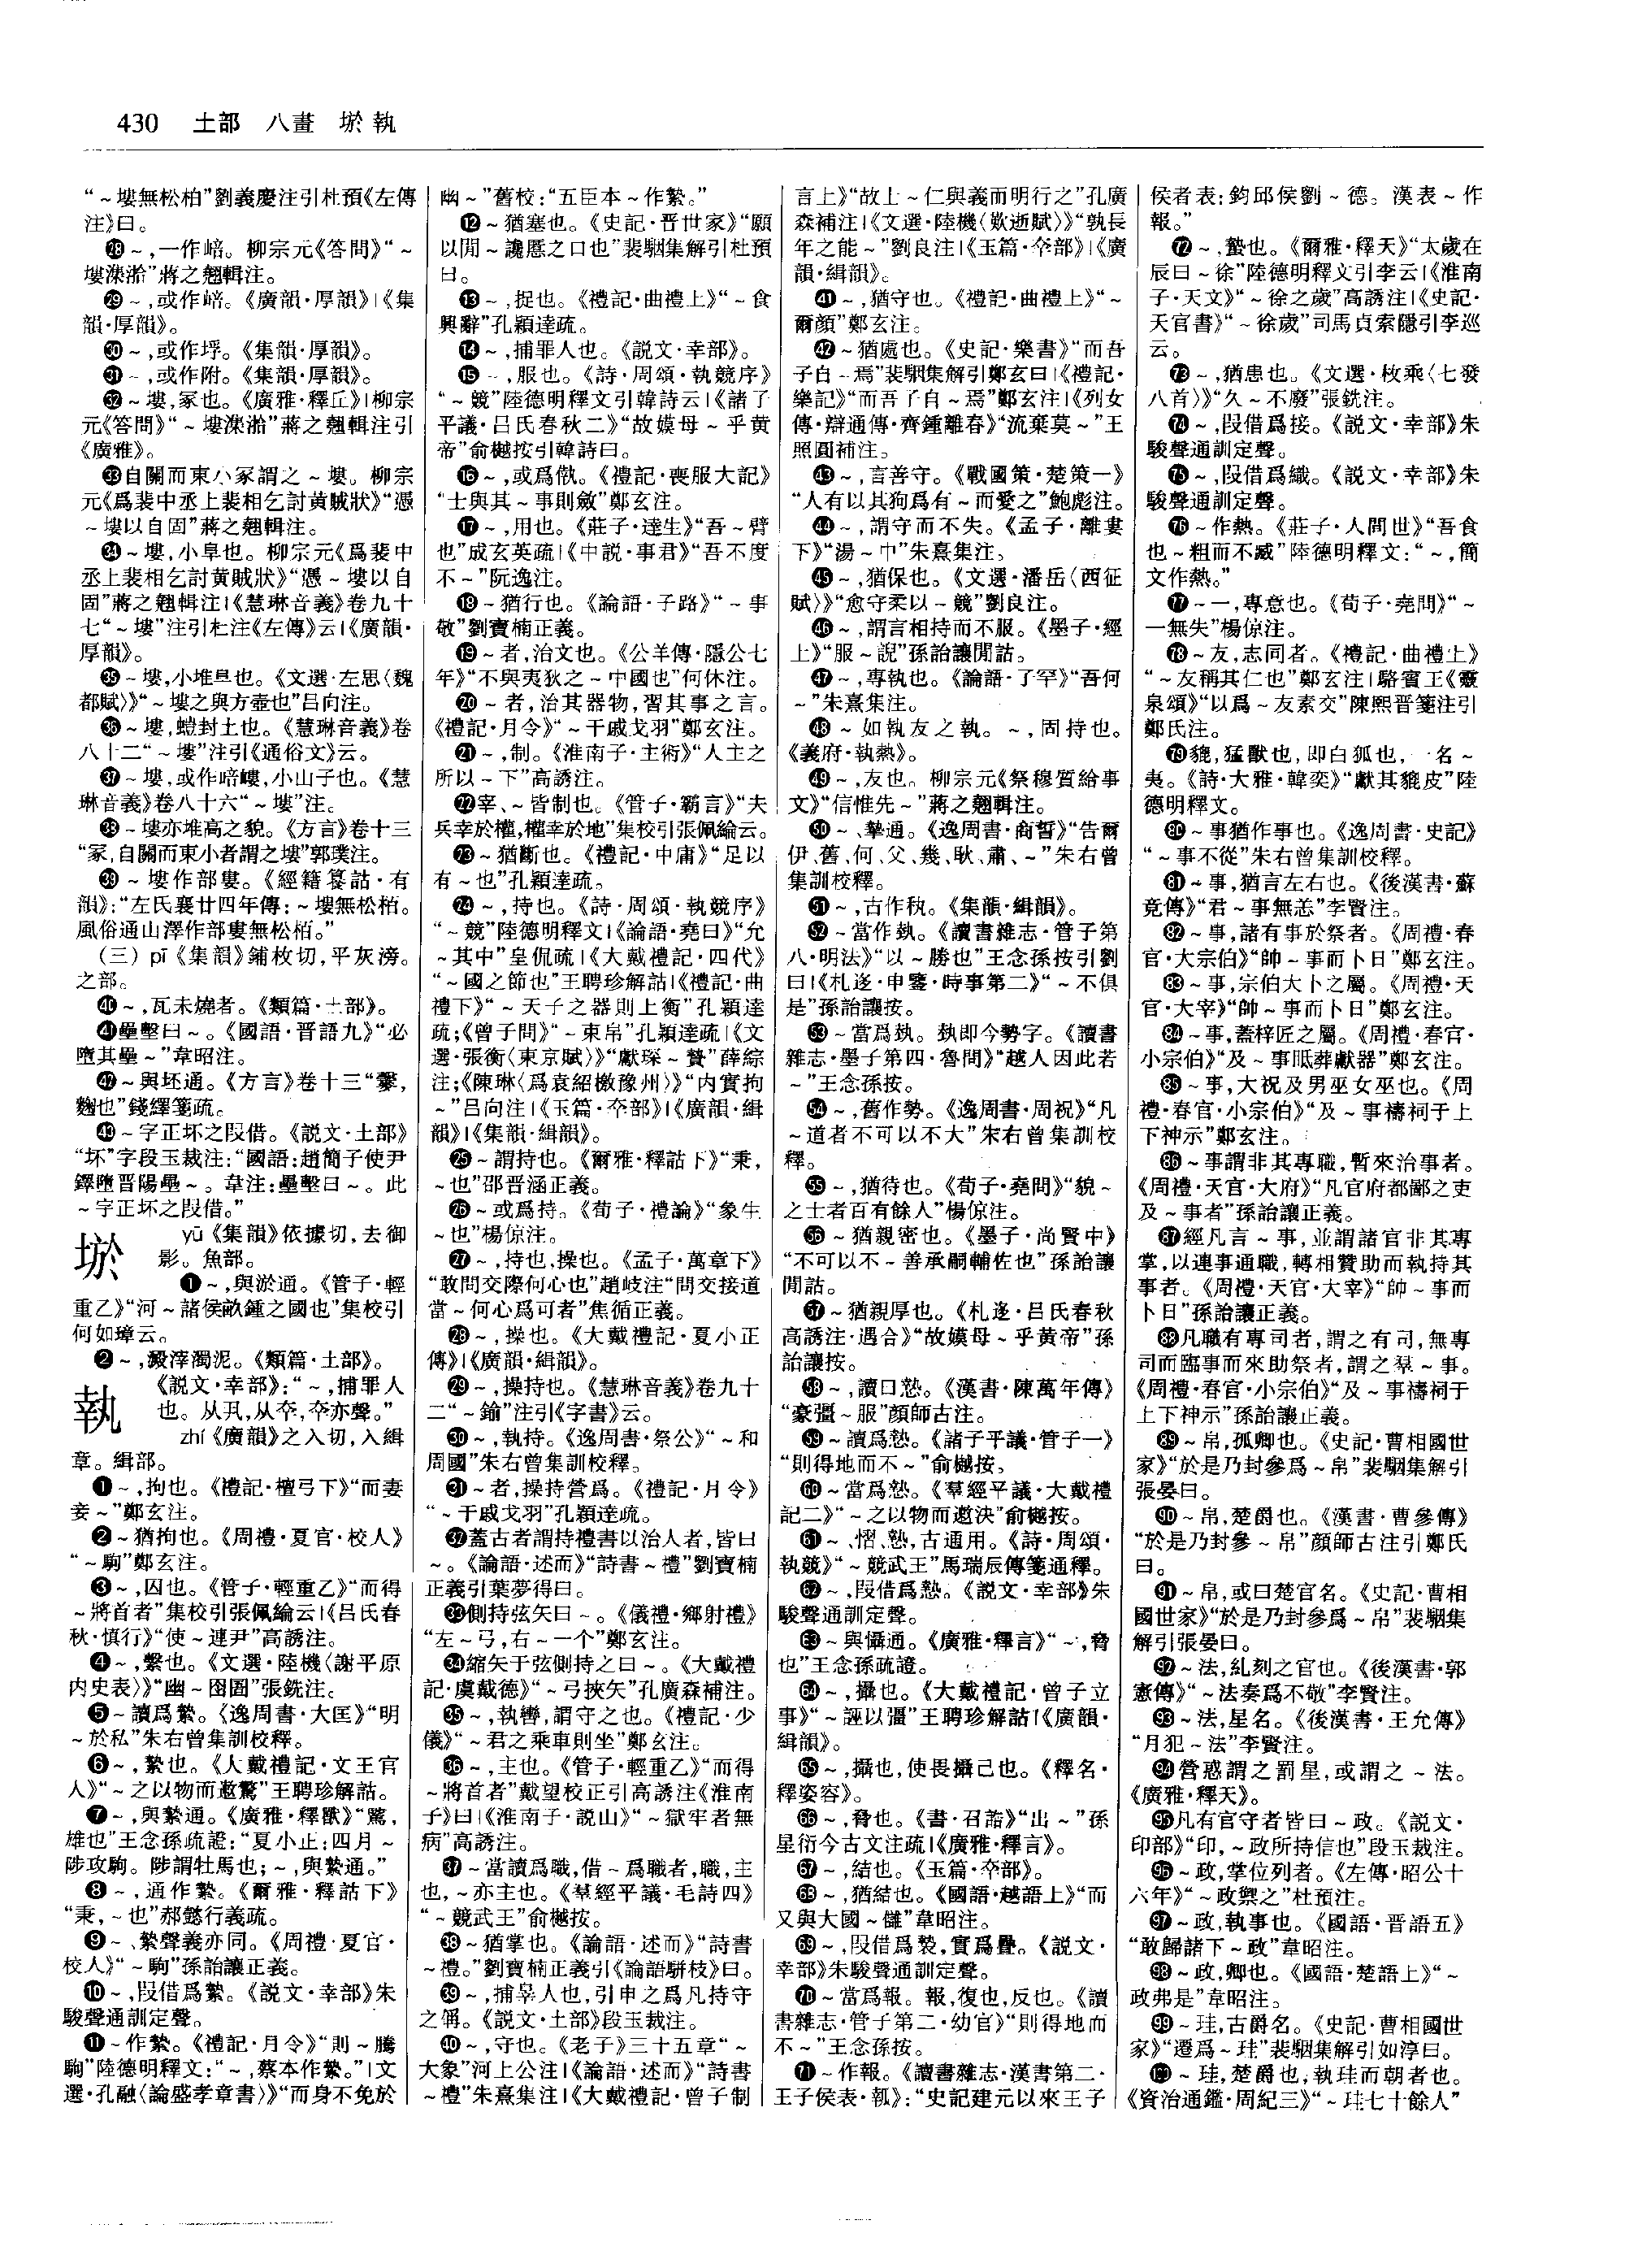 430 土部 八畫 埱 執
“~塿無松柏”劉義慶注引杜預《左傳
注》曰。
㉘~,一作㟝。柳宗元《答問》“~
塿漛㴞”蔣之翹輯注。
㉙~,或作㟝。《廣韻·厚韻》|《集
韻·厚韻》。
㉚~,或作垺。《集韻·厚韻》。
㉛~,或作附。《集韻·厚韻》。
㉜~塿,冢也。《廣雅·釋丘》|柳宗
元《答問》“~塿漛㴞”蔣之翹輯注引
《廣雅》。
㉝自關而東小冢謂之~塿。柳宗
元《爲裴中丞上裴相乞討黄賊狀》“憑
~塿以自固”蔣之翹輯注。
㉞~塿,小阜也。柳宗元《爲裴中
丞上裴相乞討黄賊狀》“憑~塿以自
固”蔣之翹輯注|《慧琳音義》卷九十
七“~塿”注引杜注《左傳》云|《廣韻·
厚韻》。
㉟~塿,小堆皀也。《文選·左思〈魏
都賦〉》“~塿之與方壺也”吕向注。
㊱~塿,螘封土也。《慧琳音義》卷
八十二“~塿”注引《通俗文》云。
㊲~塿,或作㟝嶁,小山子也。《慧
琳音義》卷八十六“~塿”注。
㊳~塿亦堆高之貌。《方言》卷十三
“冢,自關而東小者謂之塿”郭璞注。
㊴~塿作部婁。《經籍籑詁·有
韻》:“左氏襄廿四年傳:~塿無松栢。
風俗通山澤作部婁無松栢。”
(三)pī《集韻》鋪枚切,平灰滂。
之部。
㊵~,瓦未燒者。《類篇·土部》。
㊶壘墼曰~。《國語·晋語九》“必
墮其壘~”韋昭注。
㊷~與坯通。《方言》卷十三“䴷,
麴也”錢繹箋疏。
㊸~字正坏之叚借。《説文·土部》
“坏”字段玉裁注:“國語:趙簡子使尹
鐸墮晋陽壘~。韋注:壘墼曰~。此
~字正坏之叚借。”
埱 yū《集韻》依據切,去御
影。魚部。
❶~,與淤通。《管子·輕
重乙》“河~諸侯畝鍾之國也”集校引
何如璋云。
❷~,澱滓濁泥。《類篇·土部》。
執 《説文·幸部》:“~,捕罪人
也。从丮,从㚔,㚔亦聲。”
zhí《廣韻》之入切,入緝
章。緝部。
❶~,拘也。《禮記·檀弓下》“而妻
妾~”鄭玄注。
❷~猶拘也。《周禮·夏官·校人》
“~駒”鄭玄注。
❸~,囚也。《管子·輕重乙》“而得
~將首者”集校引張佩綸云|《吕氏春
秋·慎行》“使~連尹”高誘注。
❹~,繫也。《文選·陸機〈謝平原
内史表〉》“幽~囹圄”張銑注。
❺~讀爲縶。《逸周書·大匡》“明
~於私”朱右曾集訓校釋。
❻~,縶也。《大戴禮記·文王官
人》“~之以物而遬驚”王聘珍解詁。
❼~,與縶通。《廣雅·釋獸》“騭,
雄也”王念孫疏證:“夏小正:四月~
陟攻駒。陟謂牡馬也;~,與縶通。”
❽~,通作縶。《爾雅·釋詁下》
“秉,~也”郝懿行義疏。
❾~、縶聲義亦同。《周禮·夏官·
校人》“~駒”孫詒讓正義。
❿~,叚借爲縶。《説文·幸部》朱
駿聲通訓定聲。
⓫~作縶。《禮記·月令》“則~騰
駒”陸德明釋文:“~,蔡本作縶。”|文
選·孔融〈論盛孝章書〉》“而身不免於
幽~”舊校:“五臣本~作縶。”
⓬~猶塞也。《史記·晋世家》“願
以閒~讒慝之口也”裴駰集解引杜預
曰。
⓭~,捉也。《禮記·曲禮上》“~食
興辭”孔穎達疏。
⓮~,捕罪人也。《説文·幸部》。
⓯~,服也。《詩·周頌·執競序》
“~競”陸德明釋文引韓詩云|《諸子
平議·吕氏春秋二》“故嫫母~乎黄
帝”俞樾按引韓詩曰。
⓰~,或爲㒈。《禮記·喪服大記》
“士與其~事則斂”鄭玄注。
⓱~,用也。《莊子·達生》“吾~臂
也”成玄英疏|《中説·事君》“吾不度
不~”阮逸注。
⓲~猶行也。《論語·子路》“~事
敬”劉寶楠正義。
⓳~者,治文也。《公羊傳·隱公七
年》“不與夷狄之~中國也”何休注。
⓴~者,治其器物,習其事之言。
《禮記·月令》“~干戚戈羽”鄭玄注。
㉑~,制。《淮南子·主術》“人主之
所以~下”高誘注。
㉒宰、~皆制也。《管子·霸言》“夫
兵幸於權,權幸於地”集校引張佩綸云。
㉓~猶斷也。《禮記·中庸》“足以
有~也”孔穎達疏。
㉔~,持也。《詩·周頌·執競序》
“~競”陸德明釋文|《論語·堯曰》“允
~其中”皇侃疏|《大戴禮記·四代》
“~國之節也”王聘珍解詁|《禮記·曲
禮下》“~天子之器則上衡”孔穎達
疏;《曾子問》“~束帛”孔穎達疏|《文
選·張衡〈東京賦〉》“獻琛~贄”薛綜
注;《陳琳〈爲袁紹檄豫州〉》“内實拘
~”吕向注|《玉篇·㚔部》|《廣韻·緝
韻》|《集韻·緝韻》。
㉕~謂持也。《爾雅·釋詁下》“秉,
~也”邵晋涵正義。
㉖~或爲持。《荀子·禮論》“象生
~也”楊倞注。
㉗~,持也,操也。《孟子·萬章下》
“敢問交際何心也”趙岐注“問交接道
當~何心爲可者”焦循正義。
㉘~,操也。《大戴禮記·夏小正
傳》|《廣韻·緝韻》。
㉙~,操持也。《慧琳音義》卷九十
二“~鍮”注引《字書》云。
㉚~,執持。《逸周書·祭公》“~和
周國”朱右曾集訓校釋。
㉛~者,操持營爲。《禮記·月令》
“~干戚戈羽”孔穎達疏。
㉜蓋古者謂持禮書以治人者,皆曰
~。《論語·述而》“詩書~禮”劉寶楠
正義引葉夢得曰。
㉝側持弦矢曰~。《儀禮·鄉射禮》
“左~弓,右~一个”鄭玄注。
㉞縮矢于弦側持之曰~。《大戴禮
記·虞戴德》“~弓挾矢”孔廣森補注。
㉟~,執轡,謂守之也。《禮記·少
儀》“~君之乘車則坐”鄭玄注。
㊱~,主也。《管子·輕重乙》“而得
~將首者”戴望校正引高誘注《淮南
子》曰|《淮南子·説山》“~獄牢者無
病”高誘注。
㊲~當讀爲職,借~爲職者,職,主
也,~亦主也。《羣經平議·毛詩四》
“~競武王”俞樾按。
㊳~猶掌也。《論語·述而》“詩書
~禮。”劉寶楠正義引《論語駢枝》曰。
㊴~,捕辠人也,引申之爲凡持守
之偁。《説文·土部》段玉裁注。
㊵~,守也。《老子》三十五章“~
大象”河上公注|《論語·述而》“詩書
~禮”朱熹集注|《大戴禮記·曾子制
言上》“故上~仁與義而明行之”孔廣
森補注|《文選·陸機〈歎逝賦〉》“孰長
年之能~”劉良注|《玉篇·㚔部》|《廣
韻·緝韻》。
㊶~,猶守也。《禮記·曲禮上》“~
爾顔”鄭玄注。
㊷~猶處也。《史記·樂書》“而吾
子自~焉”裴駰集解引鄭玄曰|《禮記·
樂記》“而吾子自~焉”鄭玄注|《列女
傳·辯通傳·齊鍾離春》“流棄莫~”王
照圓補注。
㊸~,言善守。《戰國策·楚策一》
“人有以其狗爲有~而愛之”鮑彪注。
㊹~,謂守而不失。《孟子·離婁
下》“湯~中”朱熹集注。
㊺~,猶保也。《文選·潘岳〈西征
賦〉》“愈守柔以~競”劉良注。
㊻~,謂言相持而不服。《墨子·經
上》“服~說”孫詒讓閒詁。
㊼~,專執也。《論語·子罕》“吾何
~”朱熹集注。
㊽~如執友之執。~,固持也。
《義府·執熱》。
㊾~,友也。柳宗元《祭穆質給事
文》“信惟先~”蔣之翹輯注。
㊿~、摯通。《逸周書·商誓》“告爾
伊、舊、何、父、幾、耿、肅、~”朱右曾
集訓校釋。
51~,古作秇。《集韻·緝韻》。
52~當作埶。《讀書雜志·管子第
八·明法》“以~勝也”王念孫按引劉
曰|《札迻·申鑒·時事第二》“~不俱
是”孫詒讓按。
53~當爲埶。埶即今勢字。《讀書
雜志·墨子第四·魯問》“越人因此若
~”王念孫按。
54~,舊作勢。《逸周書·周祝》“凡
~道者不可以不大”朱右曾集訓校
釋。
55~,猶待也。《荀子·堯問》“貌~
之士者百有餘人”楊倞注。
56~猶親密也。《墨子·尚賢中》
“不可以不~善承嗣輔佐也”孫詒讓
閒詁。
57~猶親厚也。《札迻·吕氏春秋
高誘注·遇合》“故嫫母~乎黄帝”孫
詒讓按。
58~,讀曰慹。《漢書·陳萬年傳》
“豪彊~服”顔師古注。
59~讀爲慹。《諸子平議·管子一》
“則得地而不~”俞樾按。
60~當爲慹。《羣經平議·大戴禮
記二》“~之以物而遬決”俞樾按。
61~、慴、慹,古通用。《詩·周頌·
執競》“~競武王”馬瑞辰傳箋通釋。
62~,叚借爲慹。《説文·幸部》朱
駿聲通訓定聲。
63~與懾通。《廣雅·釋言》“~,脅
也”王念孫疏證。
64~,攝也。《大戴禮記·曾子立
事》“~誣以彊”王聘珍解詁|《廣韻·
緝韻》。
65~,攝也,使畏攝己也。《釋名·
釋姿容》。
66~,脅也。《書·召誥》“出~”孫
星衍今古文注疏|《廣雅·釋言》。
67~,結也。《玉篇·㚔部》。
68~,猶結也。《國語·越語上》“而
又與大國~讎”韋昭注。
69~,叚借爲褺,實爲疊。《説文·
幸部》朱駿聲通訓定聲。
70~當爲報。報,復也,反也。《讀
書雜志·管子第二·幼官》“則得地而
不~”王念孫按。
71~作報。《讀書雜志·漢書第二·
王子侯表·瓡》:“史記建元以來王子
侯者表:鈞邱侯劉~德。漢表~作
報。”
72~,蟄也。《爾雅·釋天》“太歲在
辰曰~徐”陸德明釋文引李云|《淮南
子·天文》“~徐之歲”高誘注|《史記·
天官書》“~徐歲”司馬貞索隱引李巡
云。
73~,猶患也。《文選·枚乘〈七發
八首〉》“久~不廢”張銑注。
74~,叚借爲接。《説文·幸部》朱
駿聲通訓定聲。
75~,叚借爲織。《説文·幸部》朱
駿聲通訓定聲。
76~作熱。《莊子·人間世》“吾食
也~粗而不臧”陸德明釋文:“~,簡
文作熱。”
77~一,專意也。《荀子·堯問》“~
一無失”楊倞注。
78~友,志同者。《禮記·曲禮上》
“~友稱其仁也”鄭玄注|駱賓王《靈
泉頌》“以爲~友素交”陳熙晋箋注引
鄭氏注。
79貔,猛獸也,即白狐也,一名~
夷。《詩·大雅·韓奕》“獻其貔皮”陸
德明釋文。
80~事猶作事也。《逸周書·史記》
“~事不從”朱右曾集訓校釋。
81~事,猶言左右也。《後漢書·蘇
竟傳》“君~事無恙”李賢注。
82~事,諸有事於祭者。《周禮·春
官·大宗伯》“帥~事而卜日”鄭玄注。
83~事,宗伯大卜之屬。《周禮·天
官·大宰》“帥~事而卜日”鄭玄注。
84~事,蓋梓匠之屬。《周禮·春官·
小宗伯》“及~事眂葬獻器”鄭玄注。
85~事,大祝及男巫女巫也。《周
禮·春官·小宗伯》“及~事禱祠于上
下神示”鄭玄注。
86~事謂非其專職,暫來治事者。
《周禮·天官·大府》“凡官府都鄙之吏
及~事者”孫詒讓正義。
87經凡言~事,並謂諸官非其專
掌,以連事通職,轉相贊助而執持其
事者。《周禮·天官·大宰》“帥~事而
卜日”孫詒讓正義。
88凡職有專司者,謂之有司,無專
司而臨事而來助祭者,謂之羣~事。
《周禮·春官·小宗伯》“及~事禱祠于
上下神示”孫詒讓正義。
89~帛,孤卿也。《史記·曹相國世
家》“於是乃封參爲~帛”裴駰集解引
張晏曰。
90~帛,楚爵也。《漢書·曹參傳》
“於是乃封參~帛”顔師古注引鄭氏
曰。
91~帛,或曰楚官名。《史記·曹相
國世家》“於是乃封參爲~帛”裴駰集
解引張晏曰。
92~法,糺刻之官也。《後漢書·郭
憲傳》“~法奏爲不敬”李賢注。
93~法,星名。《後漢書·王允傳》
“月犯~法”李賢注。
94營惑謂之罰星,或謂之~法。
《廣雅·釋天》。
95凡有官守者皆曰~政。《説文·
印部》“印,~政所持信也”段玉裁注。
96~政,掌位列者。《左傳·昭公十
六年》“~政禦之”杜預注。
97~政,執事也。《國語·晋語五》
“敢歸諸下~政”韋昭注。
98~政,卿也。《國語·楚語上》“~
政弗是”韋昭注。
99~珪,古爵名。《史記·曹相國世
家》“遷爲~珪”裴駰集解引如淳曰。
100~珪,楚爵也,執珪而朝者也。
《資治通鑑·周紀三》“~珪七十餘人”